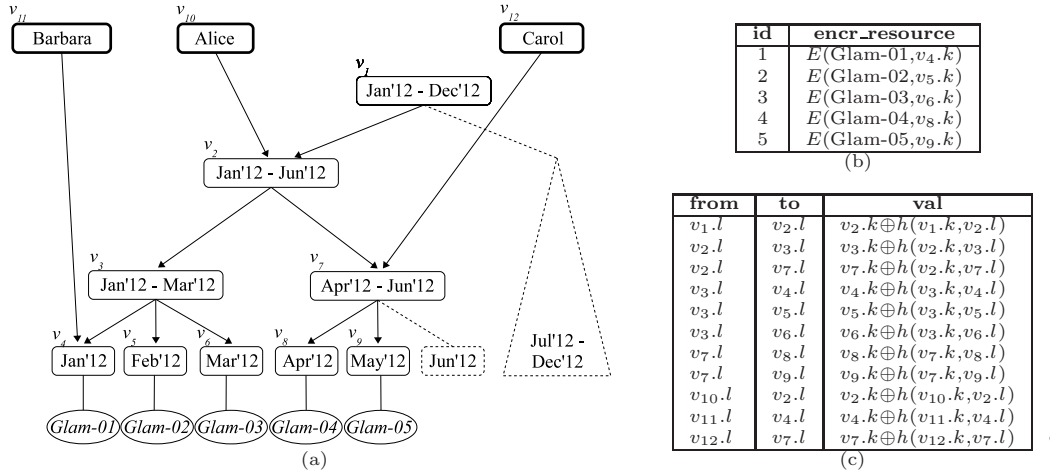 v11
v10
v12
Barbara
Alice
Carol
v1
Jan'12 - Dec'12
v2
Jan'12 - Jun'12
v3
v7
Jan'12 - Mar'12
Apr'12 - Jun'12
v4
v5
v6
v8
v9
Jan'12
Feb'12
Mar'12
Apr'12
May'12
Jun'12
Jul'12 -
Dec'12
Glam-01
Glam-02
Glam-03
Glam-04
Glam-05
(a)
id encr_resource
1 E(Glam-01,v4.k)
2 E(Glam-02,v5.k)
3 E(Glam-03,v6.k)
4 E(Glam-04,v8.k)
5 E(Glam-05,v9.k)
(b)
from to val
v1.l v2.l v2.k⊕h(v1.k,v2.l)
v2.l v3.l v3.k⊕h(v2.k,v3.l)
v2.l v7.l v7.k⊕h(v2.k,v7.l)
v3.l v4.l v4.k⊕h(v3.k,v4.l)
v3.l v5.l v5.k⊕h(v3.k,v5.l)
v3.l v6.l v6.k⊕h(v3.k,v6.l)
v7.l v8.l v8.k⊕h(v7.k,v8.l)
v7.l v9.l v9.k⊕h(v7.k,v9.l)
v10.l v2.l v2.k⊕h(v10.k,v2.l)
v11.l v4.l v4.k⊕h(v11.k,v4.l)
v12.l v7.l v7.k⊕h(v12.k,v7.l)
(c)